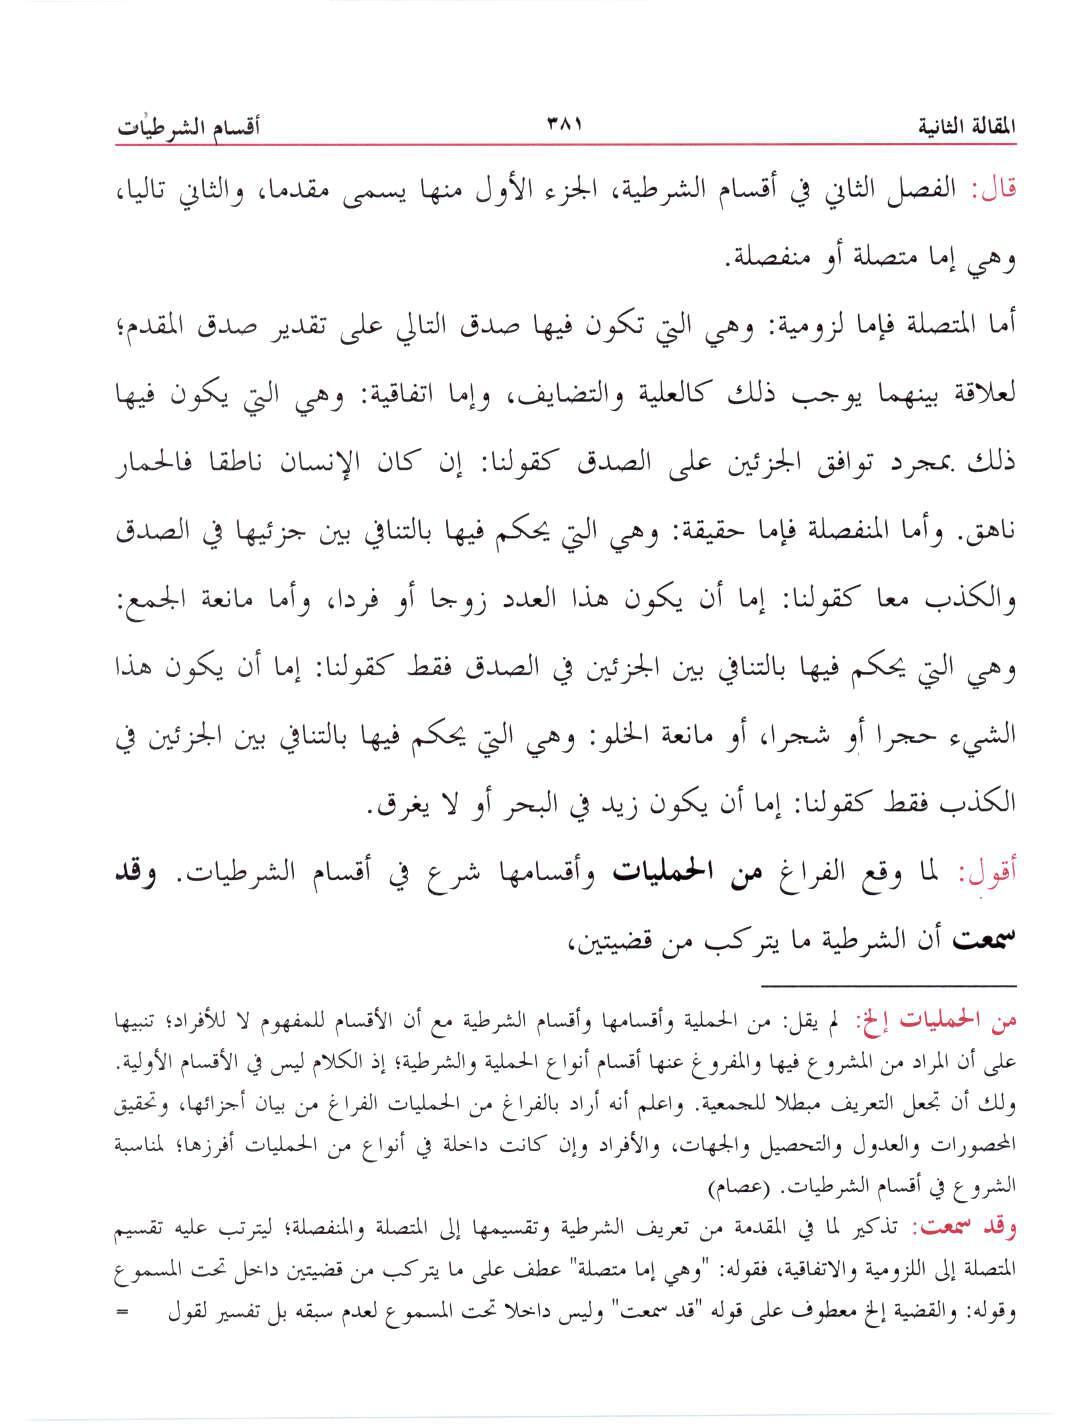 المقالة الثانية ٣٨١ أقسام الشرطيات
قال: الفصل الثاني في أقسام الشرطية، الجزء الأول منها يسمى مقدما، والثاني تاليا،
وهي إما متصلة أو منفصلة.
أما المتصلة فإما لزومية: وهي التي تكون فيها صدق التالي على تقدير صدق المقدم؛
لعلاقة بينهما يوجب ذلك كالعلية والتضايف، وإما اتفاقية: وهي التي يكون فيها
ذلك بمجرد توافق الجزئين على الصدق كقولنا: إن كان الإنسان ناطقا فالحمار
ناهق. وأما المنفصلة فإما حقيقة: وهي التي يحكم فيها بالتنافي بين جزئيها في الصدق
والكذب معا كقولنا: إما أن يكون هذا العدد زوجا أو فردا، وأما مانعة الجمع:
وهي التي يحكم فيها بالتنافي بين الجزئين في الصدق فقط كقولنا: إما أن يكون هذا
الشيء حجرا أو شجرا، أو مانعة الخلو: وهي التي يحكم فيها بالتنافي بين الجزئين في
الكذب فقط كقولنا: إما أن يكون زيد في البحر أو لا يغرق.
أقول: لما وقع الفراغ من الحمليات وأقسامها شرع في أقسام الشرطيات. وقد
سمعت أن الشرطية ما يتركب من قضيتين،
من الحمليات إلخ: لم يقل: من الحملية وأقسامها وأقسام الشرطية مع أن الأقسام للمفهوم لا للأفراد؛ تنبيها
على أن المراد من المشروع فيها والمفروغ عنها أقسام أنواع الحملية والشرطية؛ إذ الكلام ليس في الأقسام الأولية.
ولك أن تجعل التعريف مبطلا للجمعية. واعلم أنه أراد بالفراغ من الحمليات الفراغ من بيان أجزائها، وتحقيق
المحصورات والعدول والتحصيل والجهات، والأفراد وإن كانت داخلة في أنواع من الحمليات أفرزها؛ لمناسبة
الشروع في أقسام الشرطيات. (عصام)
وقد سمعت: تذكير لما في المقدمة من تعريف الشرطية وتقسيمها إلى المتصلة والمنفصلة؛ ليترتب عليه تقسيم
المتصلة إلى اللزومية والاتفاقية، فقوله: "وهي إما متصلة" عطف على ما يتركب من قضيتين داخل تحت المسموع
وقوله: والقضية إلخ معطوف على قوله "قد سمعت" وليس داخلا تحت المسموع لعدم سبقه بل تفسير لقول =